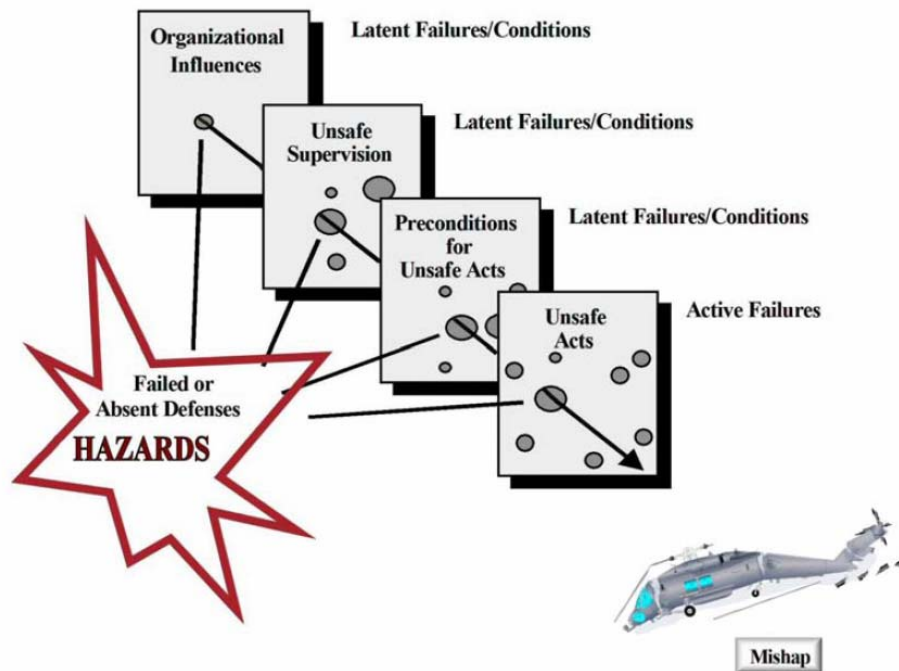 Organizational
Influences
Latent Failures/Conditions
Unsafe
Supervision
Latent Failures/Conditions
Preconditions
for
Unsafe Acts
Latent Failures/Conditions
Unsafe
Acts
Active Failures
Failed or
Absent Defenses
HAZARDS
Mishap